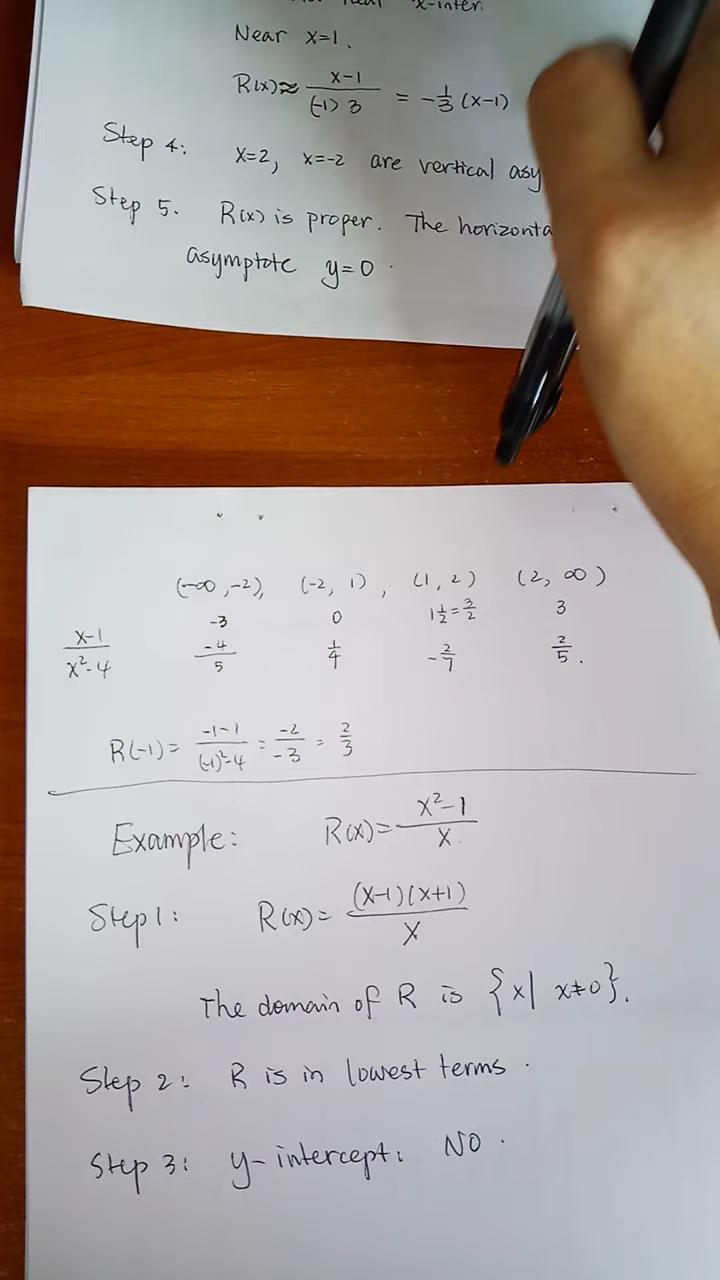 x-inter
Near x=1.
R(x)≈ (x-1)/((-1) 3) = -1/3 (x-1)
Step 4: x=2, x=-2 are vertical asy
Step 5. R(x) is proper. The horizonta
asymptote y=0.
(-∞,-2), (-2, 1), (1, 2) (2, ∞)
-3 0 1 1/2 = 3/2 3
(x-1)/(x²-4) -4/5 1/4 -2/7 2/5.
R(-1) = (-1-1)/((-1)²-4) = -2/-3 = 2/3
Example: R(x) = (x²-1)/x
Step1: R(x) = ((x-1)(x+1))/x
The domain of R is {x| x≠0}.
Step 2: R is in lowest terms.
Step 3: y-intercept: NO.